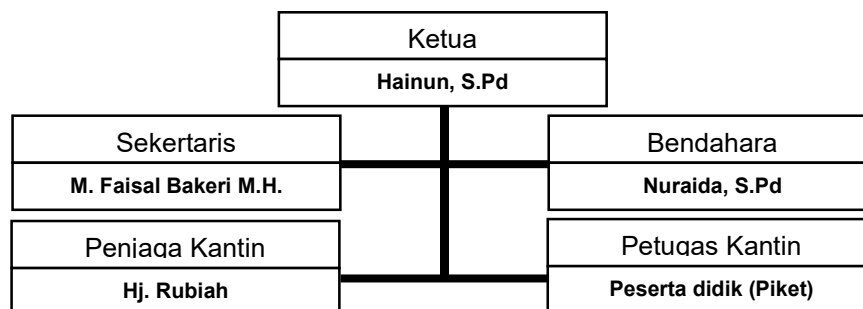 Ketua
Hainun, S.Pd
Sekertaris
M. Faisal Bakeri M.H.
Bendahara
Nuraida, S.Pd
Penjaga Kantin
Hj. Rubiah
Petugas Kantin
Peserta didik (Piket)